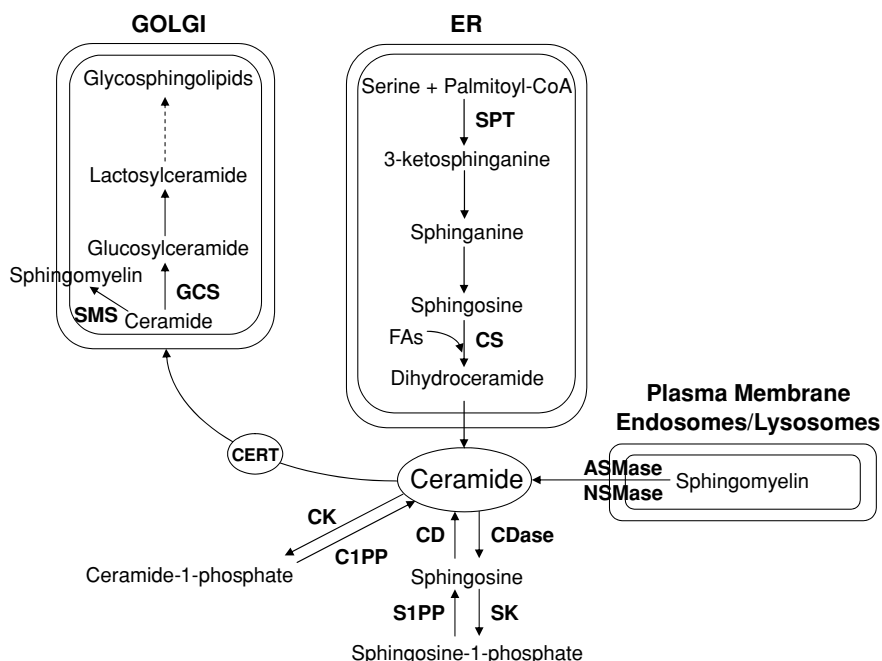 GOLGI
Glycosphingolipids
Lactosylceramide
Glucosylceramide
Sphingomyelin
GCS
SMS
Ceramide
ER
Serine + Palmitoyl-CoA
SPT
3-ketosphinganine
Sphinganine
Sphingosine
FAs
CS
Dihydroceramide
Plasma Membrane
Endosomes/Lysosomes
ASMase
NSMase
Sphingomyelin
CERT
Ceramide
CK
C1PP
Ceramide-1-phosphate
CD
CDase
Sphingosine
S1PP
SK
Sphingosine-1-phosphate